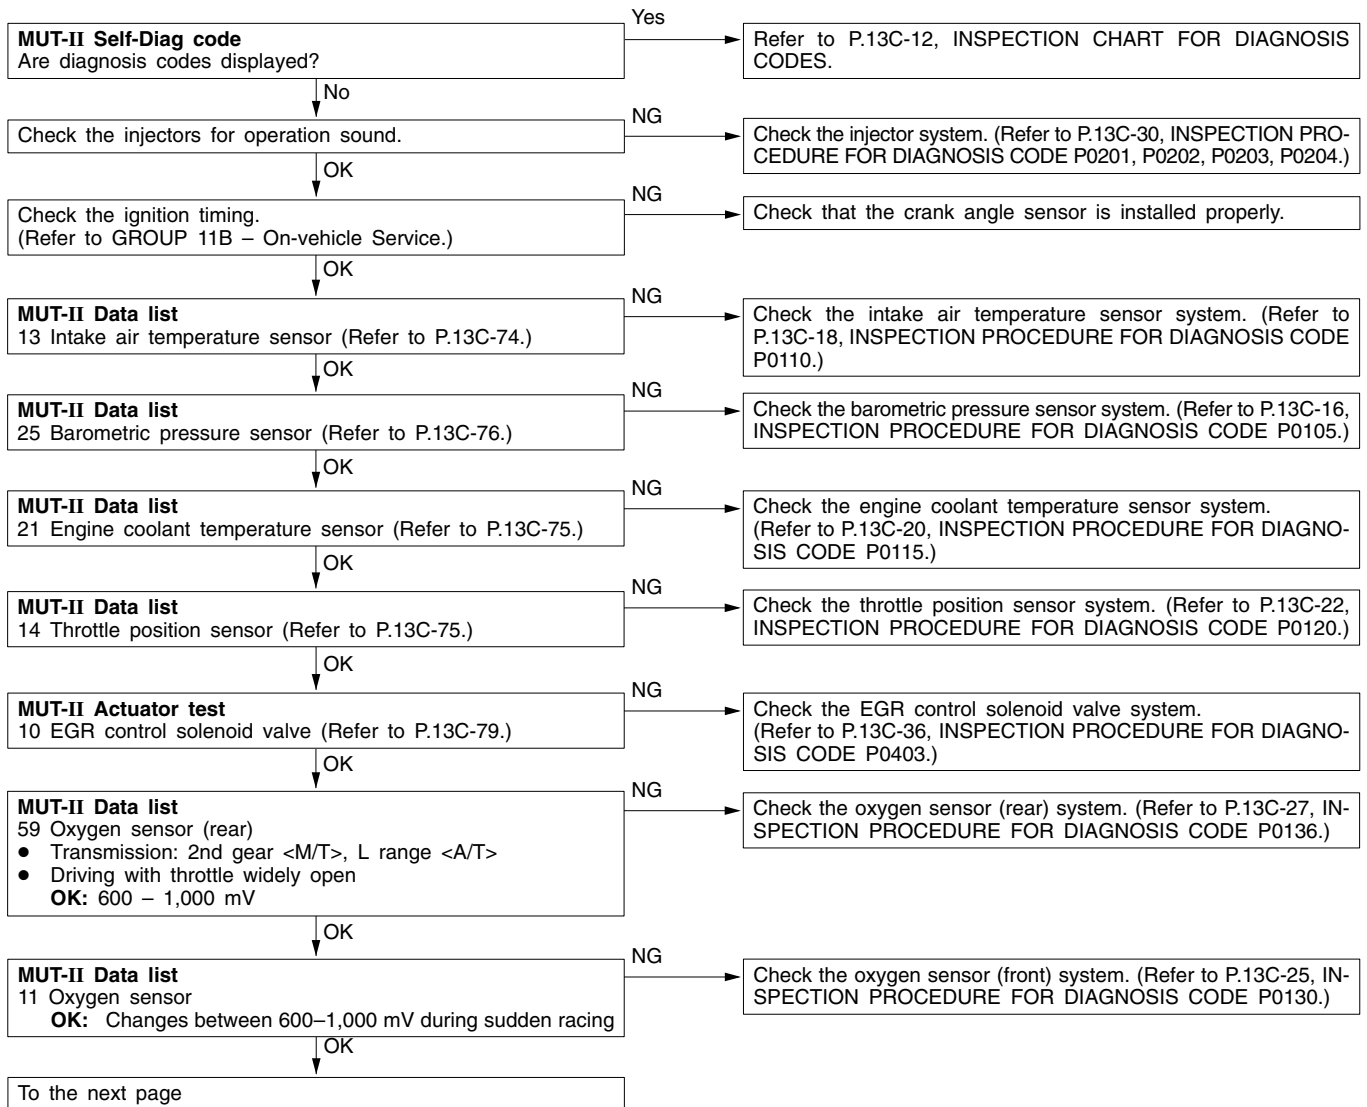 Yes
MUT-II Self-Diag code
Are diagnosis codes displayed?
Refer to P.13C-12, INSPECTION CHART FOR DIAGNOSIS
CODES.
No
Check the injectors for operation sound.
NG
Check the injector system. (Refer to P.13C-30, INSPECTION PRO-
CEDURE FOR DIAGNOSIS CODE P0201, P0202, P0203, P0204.)
OK
Check the ignition timing.
(Refer to GROUP 11B – On-vehicle Service.)
NG
Check that the crank angle sensor is installed properly.
OK
MUT-II Data list
13 Intake air temperature sensor (Refer to P.13C-74.)
NG
Check the intake air temperature sensor system. (Refer to
P.13C-18, INSPECTION PROCEDURE FOR DIAGNOSIS CODE
P0110.)
OK
MUT-II Data list
25 Barometric pressure sensor (Refer to P.13C-76.)
NG
Check the barometric pressure sensor system. (Refer to P.13C-16,
INSPECTION PROCEDURE FOR DIAGNOSIS CODE P0105.)
OK
MUT-II Data list
21 Engine coolant temperature sensor (Refer to P.13C-75.)
NG
Check the engine coolant temperature sensor system.
(Refer to P.13C-20, INSPECTION PROCEDURE FOR DIAGNO-
SIS CODE P0115.)
OK
MUT-II Data list
14 Throttle position sensor (Refer to P.13C-75.)
NG
Check the throttle position sensor system. (Refer to P.13C-22,
INSPECTION PROCEDURE FOR DIAGNOSIS CODE P0120.)
OK
MUT-II Actuator test
10 EGR control solenoid valve (Refer to P.13C-79.)
NG
Check the EGR control solenoid valve system.
(Refer to P.13C-36, INSPECTION PROCEDURE FOR DIAGNO-
SIS CODE P0403.)
OK
MUT-II Data list
59 Oxygen sensor (rear)
● Transmission: 2nd gear <M/T>, L range <A/T>
● Driving with throttle widely open
OK: 600 – 1,000 mV
NG
Check the oxygen sensor (rear) system. (Refer to P.13C-27, IN-
SPECTION PROCEDURE FOR DIAGNOSIS CODE P0136.)
OK
MUT-II Data list
11 Oxygen sensor
OK: Changes between 600–1,000 mV during sudden racing
NG
Check the oxygen sensor (front) system. (Refer to P.13C-25, IN-
SPECTION PROCEDURE FOR DIAGNOSIS CODE P0130.)
OK
To the next page